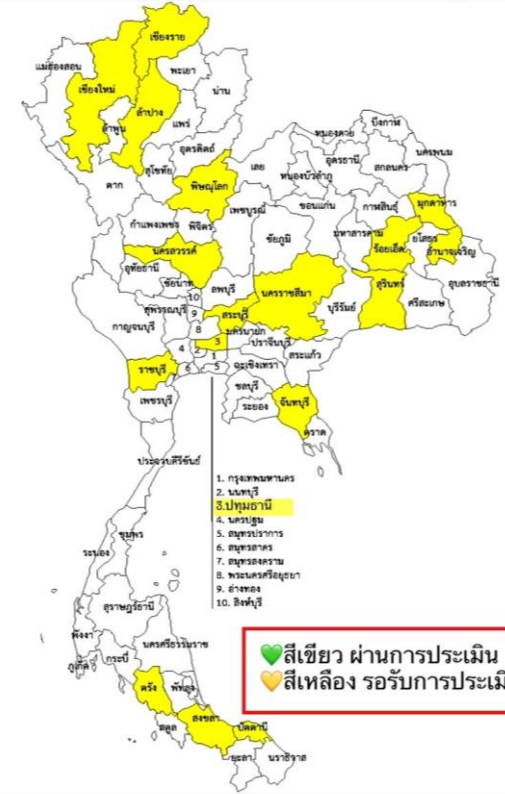 เชียงราย
แม่ฮ่องสอน
พะเยา
เชียงใหม่
น่าน
ลำปาง
ลำพูน
แพร่
อุตรดิตถ์
สุโขทัย
ตาก
พิษณุโลก
เลย
หนองคาย
บึงกาฬ
อุดรธานี
หนองบัวลำภู
สกลนคร
นครพนม
กำแพงเพชร
พิจิตร
เพชรบูรณ์
ขอนแก่น
กาฬสินธุ์
มุกดาหาร
มหาสารคาม
ร้อยเอ็ด
ยโสธร
อำนาจเจริญ
ชัยภูมิ
นครสวรรค์
อุทัยธานี
ชัยนาท
ลพบุรี
นครราชสีมา
สุรินทร์
บุรีรัมย์
ศรีสะเกษ
อุบลราชธานี
10
สุพรรณบุรี
9
สระบุรี
กาญจนบุรี
8
นครนายก
3
ปราจีนบุรี
4
2
1
สระแก้ว
ราชบุรี
6
5
ฉะเชิงเทรา
ชลบุรี
เพชรบุรี
ระยอง
จันทบุรี
ตราด
ประจวบคีรีขันธ์
1. กรุงเทพมหานคร
2. นนทบุรี
3.ปทุมธานี
4. นครปฐม
5. สมุทรปราการ
6. สมุทรสาคร
7. สมุทรสงคราม
8. พระนครศรีอยุธยา
9. อ่างทอง
10. สิงห์บุรี
ชุมพร
ระนอง
สุราษฎร์ธานี
พังงา
นครศรีธรรมราช
ภูเก็ต
กระบี่
ตรัง
พัทลุง
สตูล
สงขลา
ปัตตานี
ยะลา
นราธิวาส
💚สีเขียว ผ่านการประเมิน
💛สีเหลือง รอรับการประเมิ